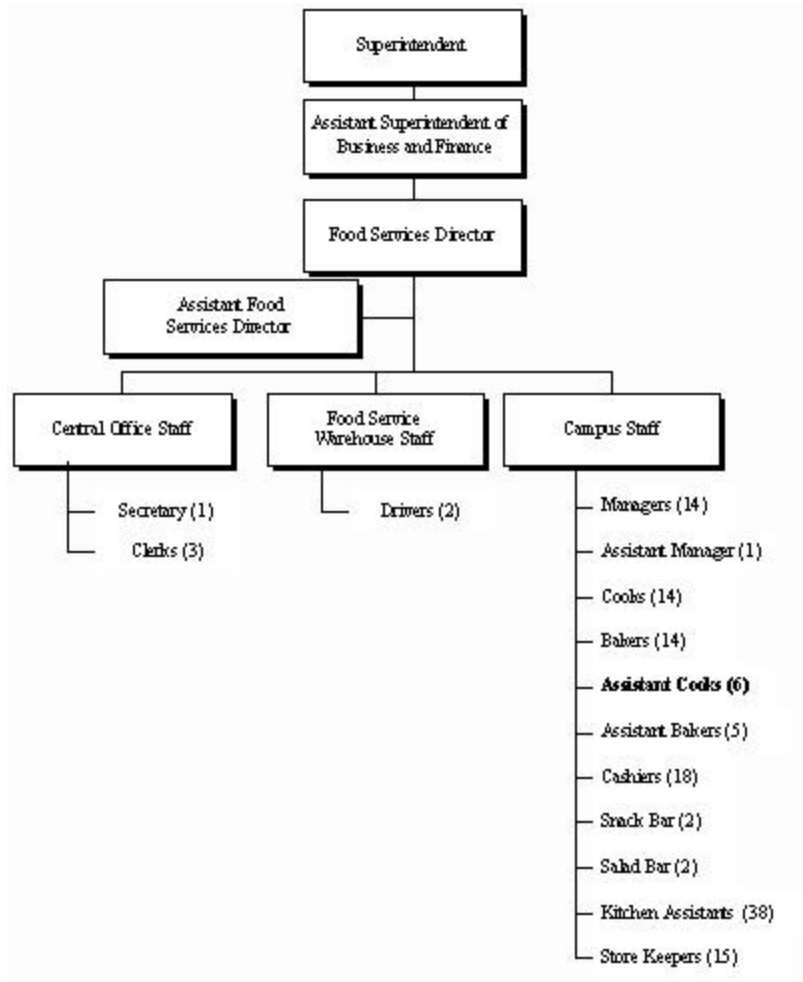 Superintendent
Assistant Superintendent of
Business and Finance
Food Services Director
Assistant Food
Services Director
Central Office Staff
Food Service
Warehouse Staff
Campus Staff
Secretary (1)
Clerks (3)
Drivers (2)
Managers (14)
Assistant Manager (1)
Cooks (14)
Bakers (14)
Assistant Cooks (6)
Assistant Bakers (5)
Cashiers (18)
Snack Bar (2)
Salad Bar (2)
Kitchen Assistants (38)
Store Keepers (15)